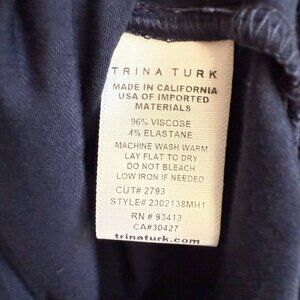 TRINA TURK
MADE IN CALIFORNIA
USA OF IMPORTED
MATERIALS
96% VISCOSE
4% ELASTANE
MACHINE WASH WARM
LAY FLAT TO DRY
DO NOT BLEACH
LOW IRON IF NEEDED
CUT# 2793
STYLE# 2302138MH1
RN # 93413
CA#30427
trinaturk.com